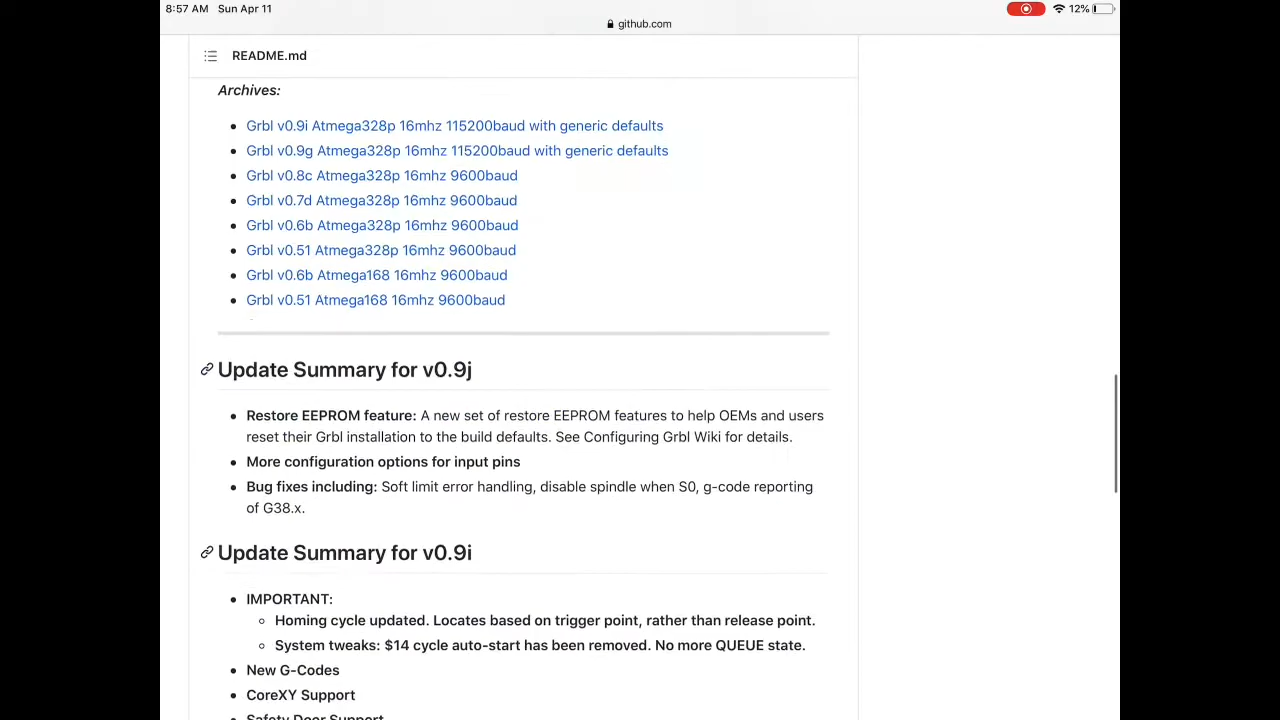 8:57 AM Sun Apr 11
12%
github.com
README.md
Archives:
Grbl v0.9i Atmega328p 16mhz 115200baud with generic defaults
Grbl v0.9g Atmega328p 16mhz 115200baud with generic defaults
Grbl v0.8c Atmega328p 16mhz 9600baud
Grbl v0.7d Atmega328p 16mhz 9600baud
Grbl v0.6b Atmega328p 16mhz 9600baud
Grbl v0.51 Atmega328p 16mhz 9600baud
Grbl v0.6b Atmega168 16mhz 9600baud
Grbl v0.51 Atmega168 16mhz 9600baud
Update Summary for v0.9j
Restore EEPROM feature: A new set of restore EEPROM features to help OEMs and users
reset their Grbl installation to the build defaults. See Configuring Grbl Wiki for details.
More configuration options for input pins
Bug fixes including: Soft limit error handling, disable spindle when S0, g-code reporting
of G38.x.
Update Summary for v0.9i
IMPORTANT:
Homing cycle updated. Locates based on trigger point, rather than release point.
System tweaks: $14 cycle auto-start has been removed. No more QUEUE state.
New G-Codes
CoreXY Support
Safety Door Support